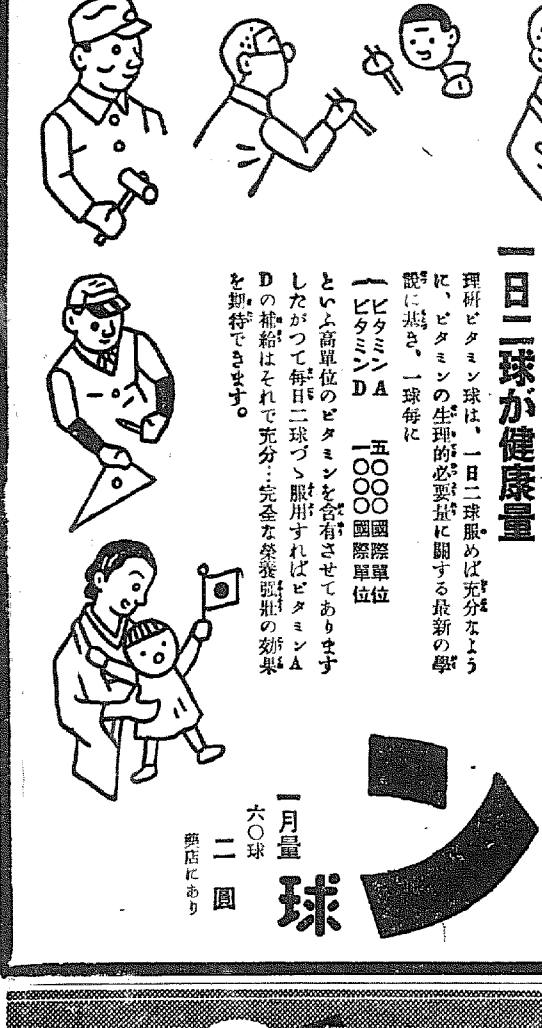 一日二球が健康量
理研ビタミン球は、一日二球服めば充分なよう
に、ビタミンの生理的必要量に關する最新の學
說に基き、一球毎に
ビタミンA 五〇〇〇國際單位
ビタミンD 一〇〇〇國際單位
といふ高單位のビタミンを含有させてあります
したがつて毎日二球づゝ服用すればビタミンA
Dの補給はそれで充分…完全な榮養强壯の効果
を期待できます。
ン
球
一月量
六〇球
二圓
藥店にあり